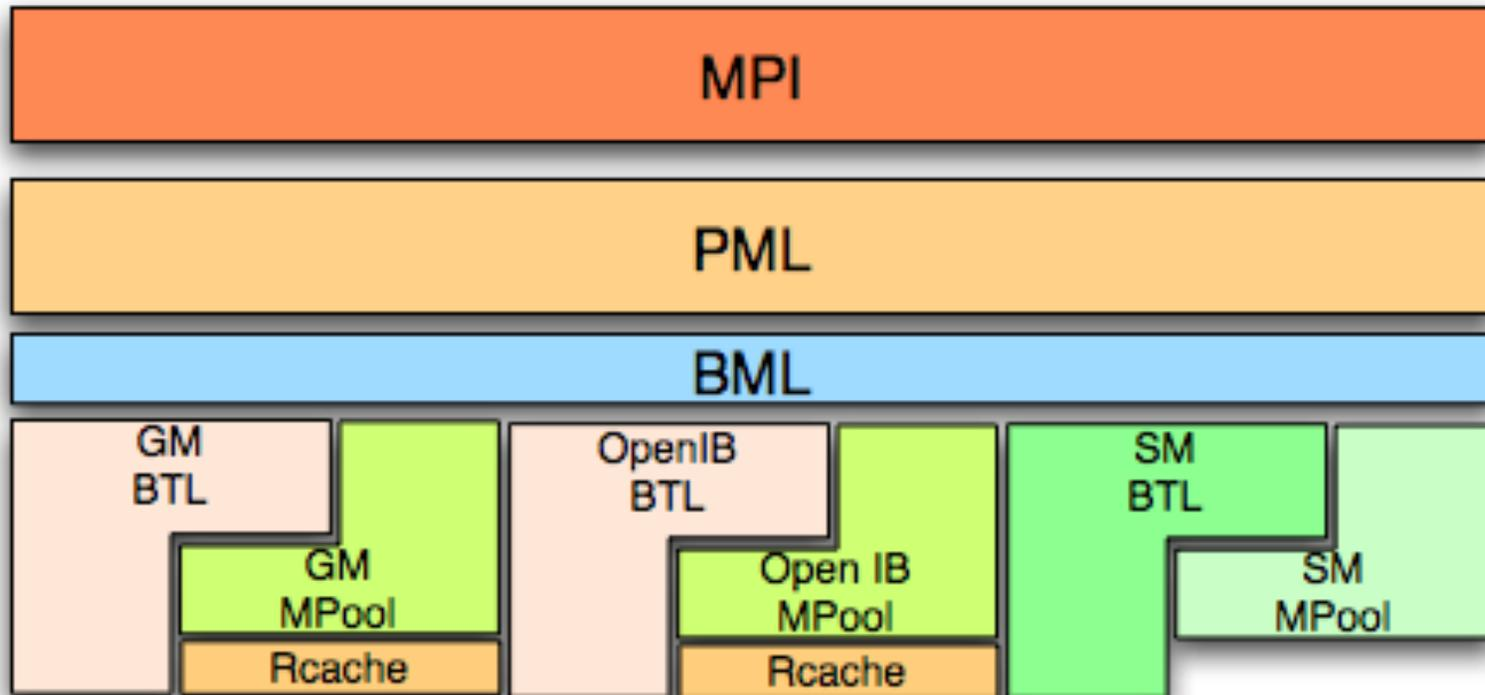 MPI
PML
BML
GM
BTL
GM
MPool
Rcache
OpenIB
BTL
Open IB
MPool
Rcache
SM
BTL
SM
MPool